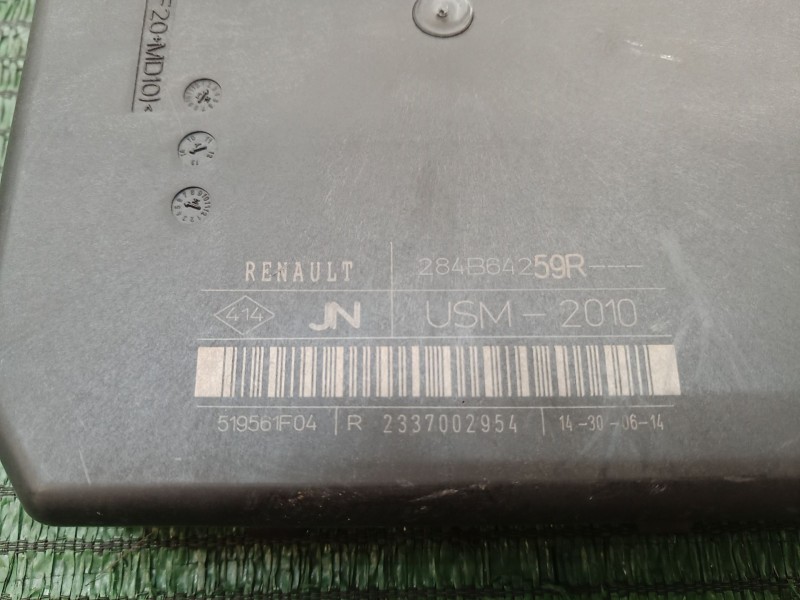 F20+MD10)<
RENAULT 284B64259R---
414 JN USM-2010
519561F04 R 2337002954 14-30-06-14